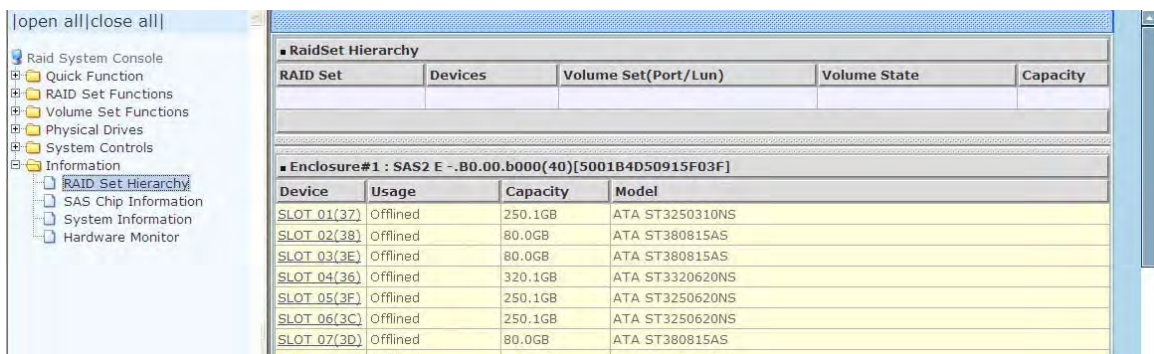 |open all|close all|
Raid System Console
Quick Function
RAID Set Functions
Volume Set Functions
Physical Drives
System Controls
Information
RAID Set Hierarchy
SAS Chip Information
System Information
Hardware Monitor
RaidSet Hierarchy
RAID Set Devices Volume Set(Port/Lun) Volume State Capacity
Enclosure#1 : SAS2 E -.B0.00.b000(40)[5001B4D50915F03F]
Device Usage Capacity Model
SLOT 01(37) Offlined 250.1GB ATA ST3250310NS
SLOT 02(38) Offlined 80.0GB ATA ST380815AS
SLOT 03(3E) Offlined 80.0GB ATA ST380815AS
SLOT 04(36) Offlined 320.1GB ATA ST3320620NS
SLOT 05(3F) Offlined 250.1GB ATA ST3250620NS
SLOT 06(3C) Offlined 250.1GB ATA ST3250620NS
SLOT 07(3D) Offlined 80.0GB ATA ST380815AS